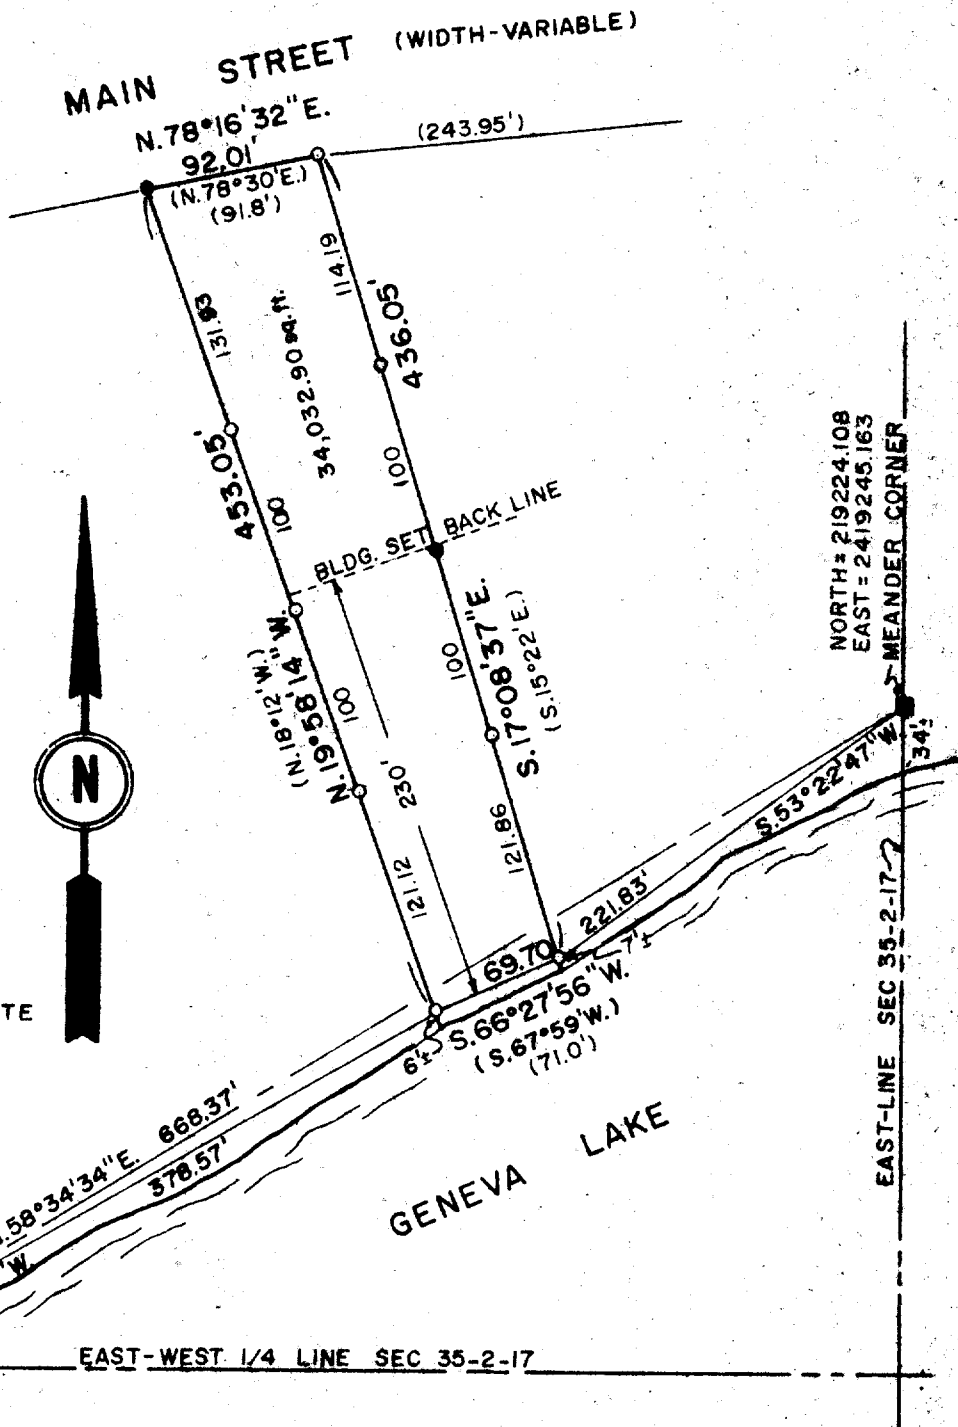 MAIN STREET (WIDTH-VARIABLE)
N.78°16'32"E.
92.01'
(N.78°30'E.)
(91.8')
(243.95')
131.93
114.19
34,032.90 sq.ft.
436.05'
453.05'
100
100
BLDG. SET BACK LINE
N.19°58'14"W.
(N.18°12'W.)
100
230'
100
S.17°08'37"E.
(S.15°22'E.)
121.12
121.86
NORTH = 219224.108
EAST = 2419245.163
MEANDER CORNER
34'±
S.53°22'47"W.
221.83'
7'±
69.70
S.66°27'56"W.
(S.67°59'W.)
(71.0')
6'±
N
TE
.58°34'34"E. 668.37'
378.57'
'W.
GENEVA LAKE
EAST-LINE SEC 35-2-17
EAST-WEST 1/4 LINE SEC 35-2-17